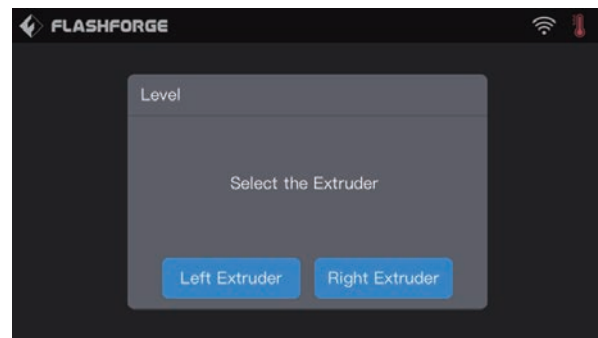 FLASHFORGE
Level
Select the Extruder
Left Extruder Right Extruder